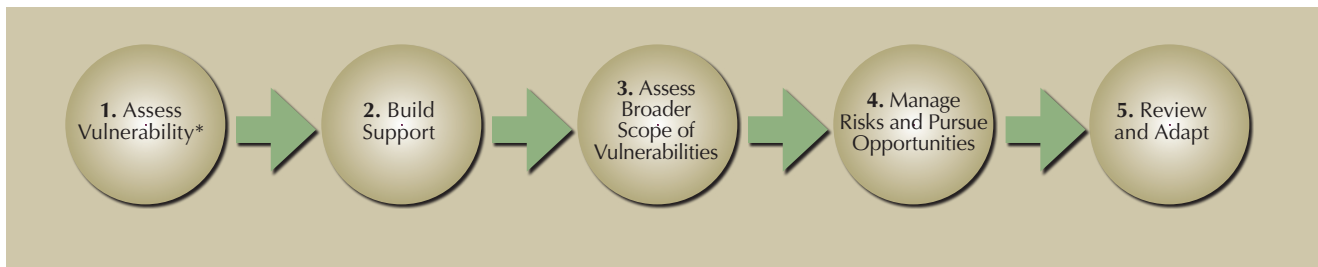 1. Assess
Vulnerability*
2. Build
Support
3. Assess
Broader
Scope of
Vulnerabilities
4. Manage
Risks and Pursue
Opportunities
5. Review
and Adapt